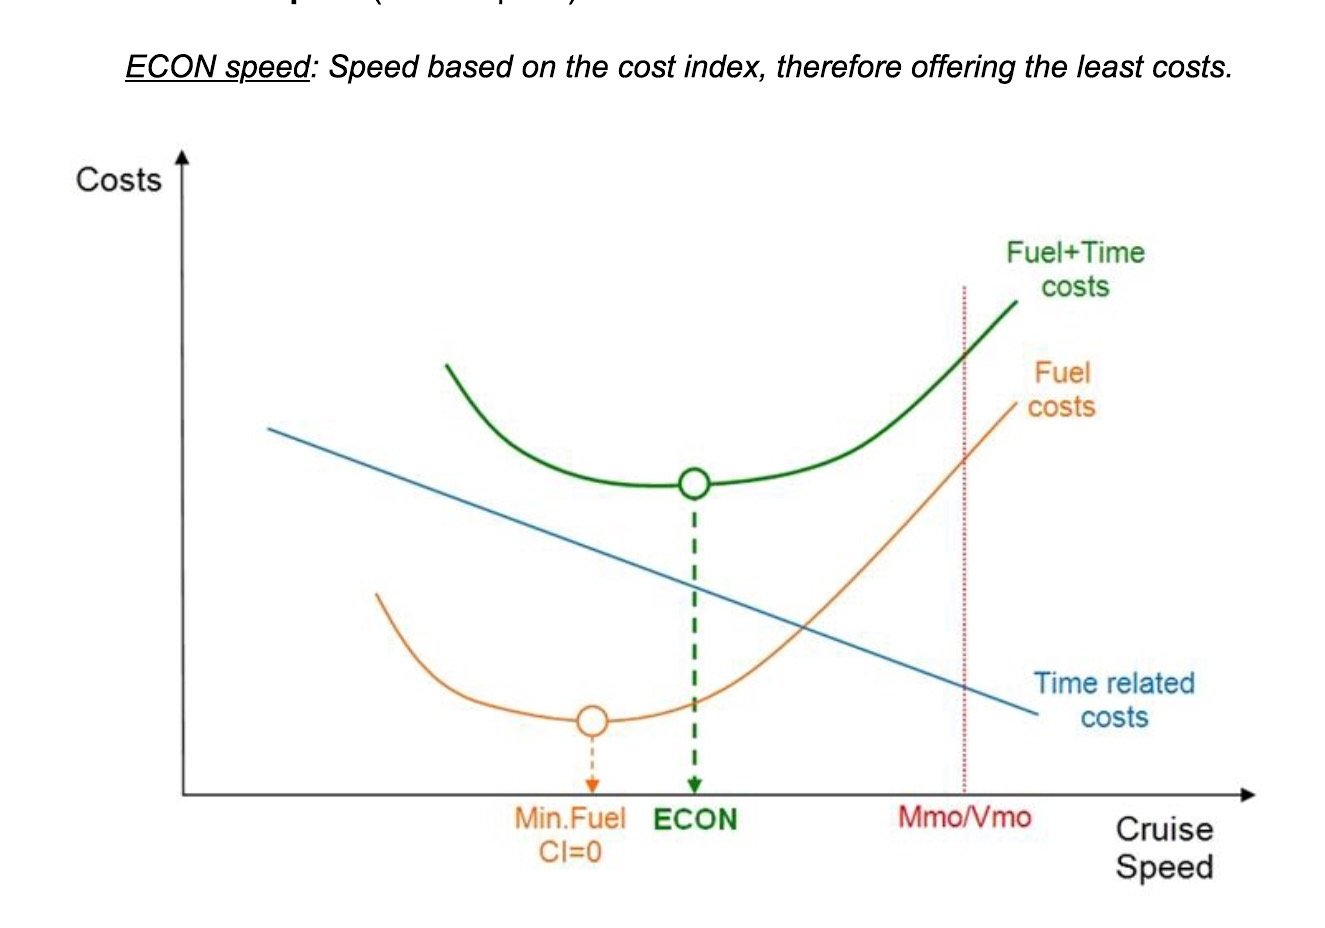 ECON speed: Speed based on the cost index, therefore offering the least costs.
Costs
Fuel+Time
costs
Fuel
costs
Time related
costs
Min.Fuel
CI=0
ECON
Mmo/Vmo
Cruise
Speed